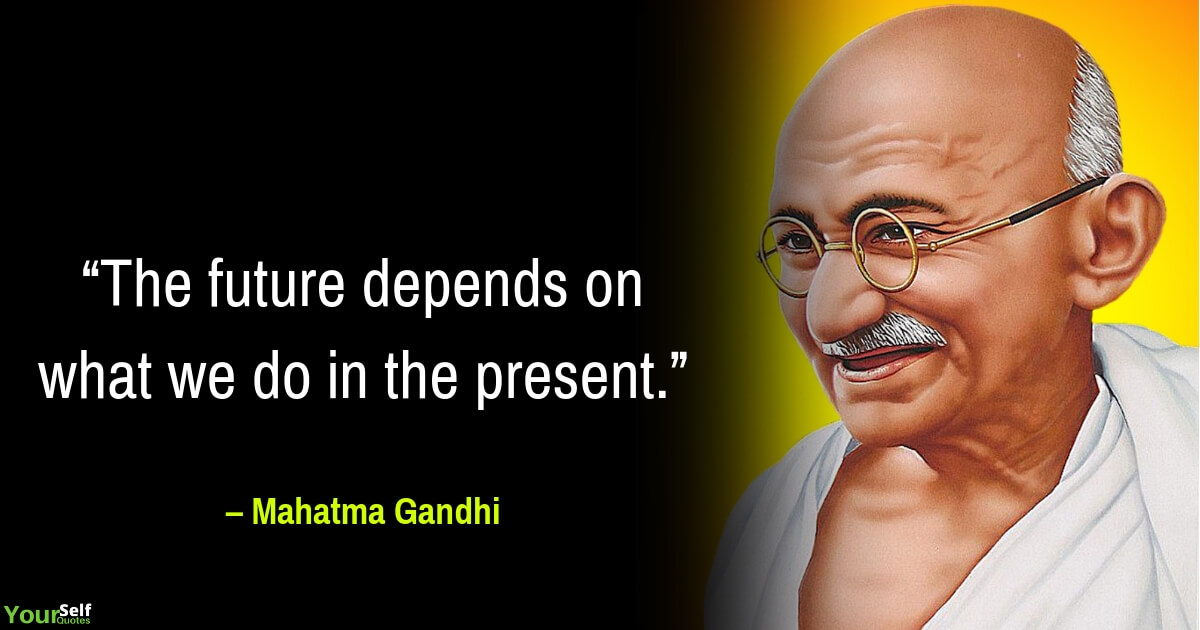 “The future depends on
what we do in the present.”
– Mahatma Gandhi
YourSelf
Quotes